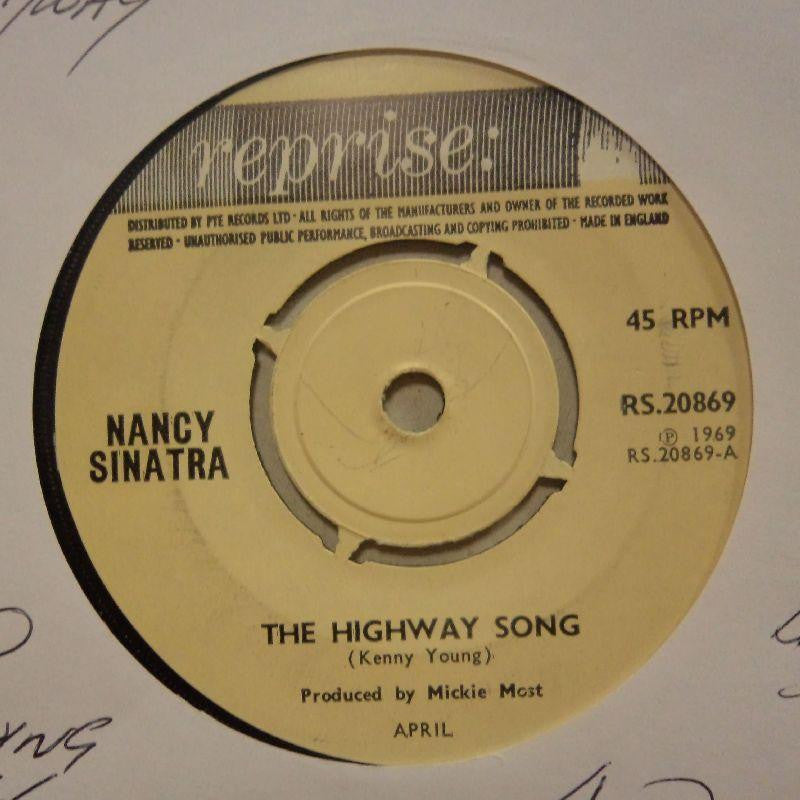 reprise:
DISTRIBUTED BY PYE RECORDS LTD · ALL RIGHTS OF THE MANUFACTURERS AND OWNER OF THE RECORDED WORK
RESERVED · UNAUTHORISED PUBLIC PERFORMANCE, BROADCASTING AND COPYING PROHIBITED · MADE IN ENGLAND
45 RPM
RS.20869
℗ 1969
RS.20869-A
NANCY
SINATRA
THE HIGHWAY SONG
(Kenny Young)
Produced by Mickie Most
APRIL